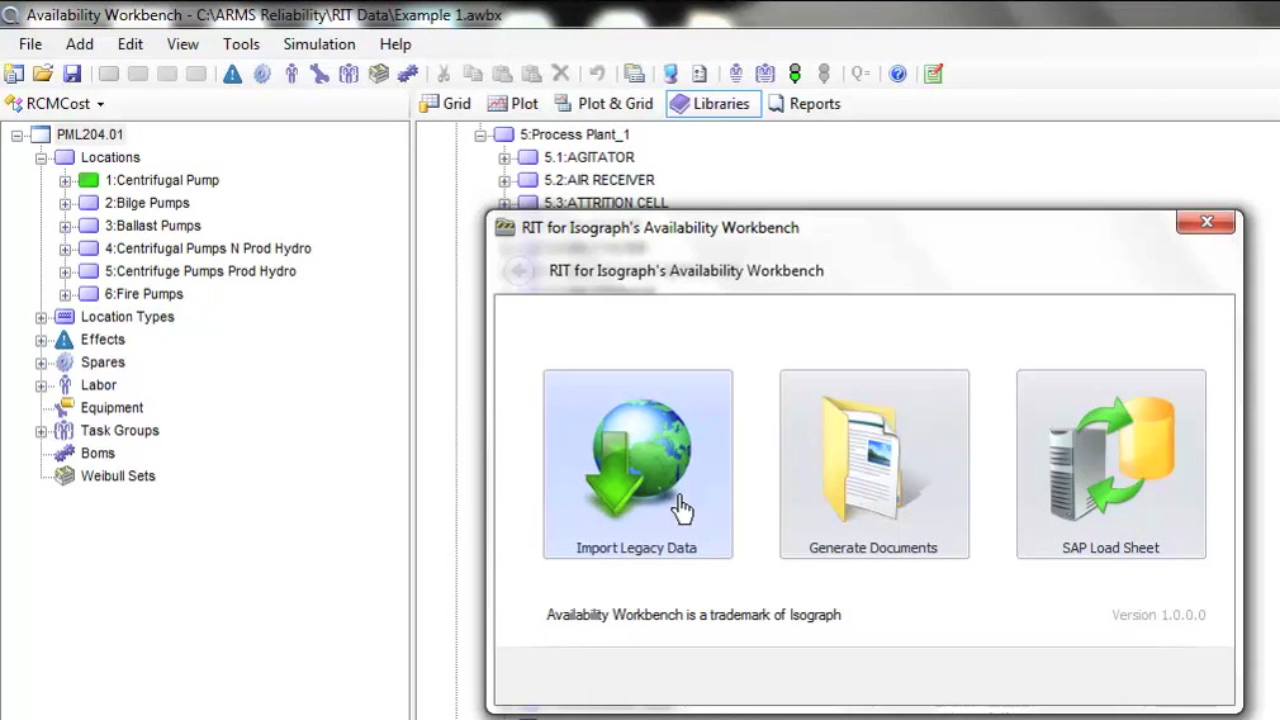 Availability Workbench - C:\ARMS Reliability\RIT Data\Example 1.awbx
File Add Edit View Tools Simulation Help
RCMCost
Grid Plot Plot & Grid Libraries Reports
PML204.01
Locations
1:Centrifugal Pump
2:Bilge Pumps
3:Ballast Pumps
4:Centrifugal Pumps N Prod Hydro
5:Centrifuge Pumps Prod Hydro
6:Fire Pumps
Location Types
Effects
Spares
Labor
Equipment
Task Groups
Boms
Weibull Sets
5:Process Plant_1
5.1:AGITATOR
5.2:AIR RECEIVER
5.3:ATTRITION CELL
RIT for Isograph's Availability Workbench
RIT for Isograph's Availability Workbench
Import Legacy Data
Generate Documents
SAP Load Sheet
Availability Workbench is a trademark of Isograph
Version 1.0.0.0